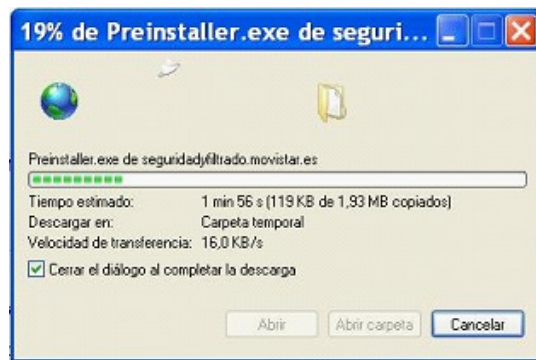 19% de Preinstaller.exe de seguri...
Preinstaller.exe de seguridadyfiltrado.movistar.es
Tiempo estimado: 1 min 56 s (119 KB de 1,93 MB copiados)
Descargar en: Carpeta temporal
Velocidad de transferencia: 16,0 KB/s
Cerrar el diálogo al completar la descarga
Abrir Abrir carpeta Cancelar